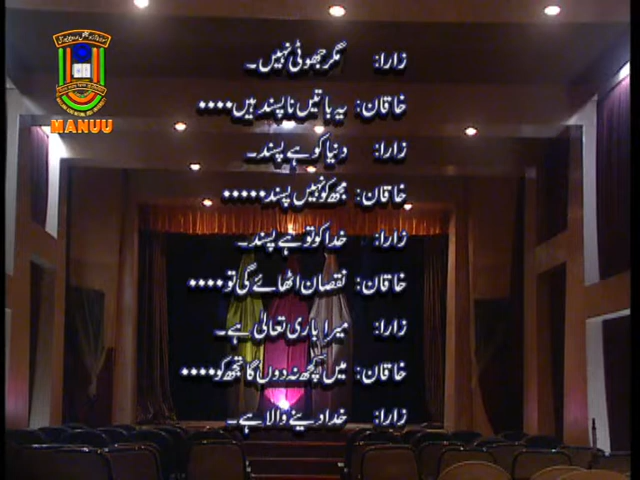 MANUU
زارا: مگر جھوٹی نہیں۔
خاقان: یہ باتیں ناپسند ہیں۔۔۔۔
زارا: دنیا کو ہے پسند۔
خاقان: مجھ کو نہیں پسند۔۔۔۔۔
زارا: خدا کو تو ہے پسند۔
خاقان: نقصان اٹھائے گی تو۔۔۔۔
زارا: میرا باری تعالیٰ ہے۔
خاقان: میں کچھ نہ دوں گا تجھ کو۔۔۔۔
زارا: خدا دینے والا ہے۔